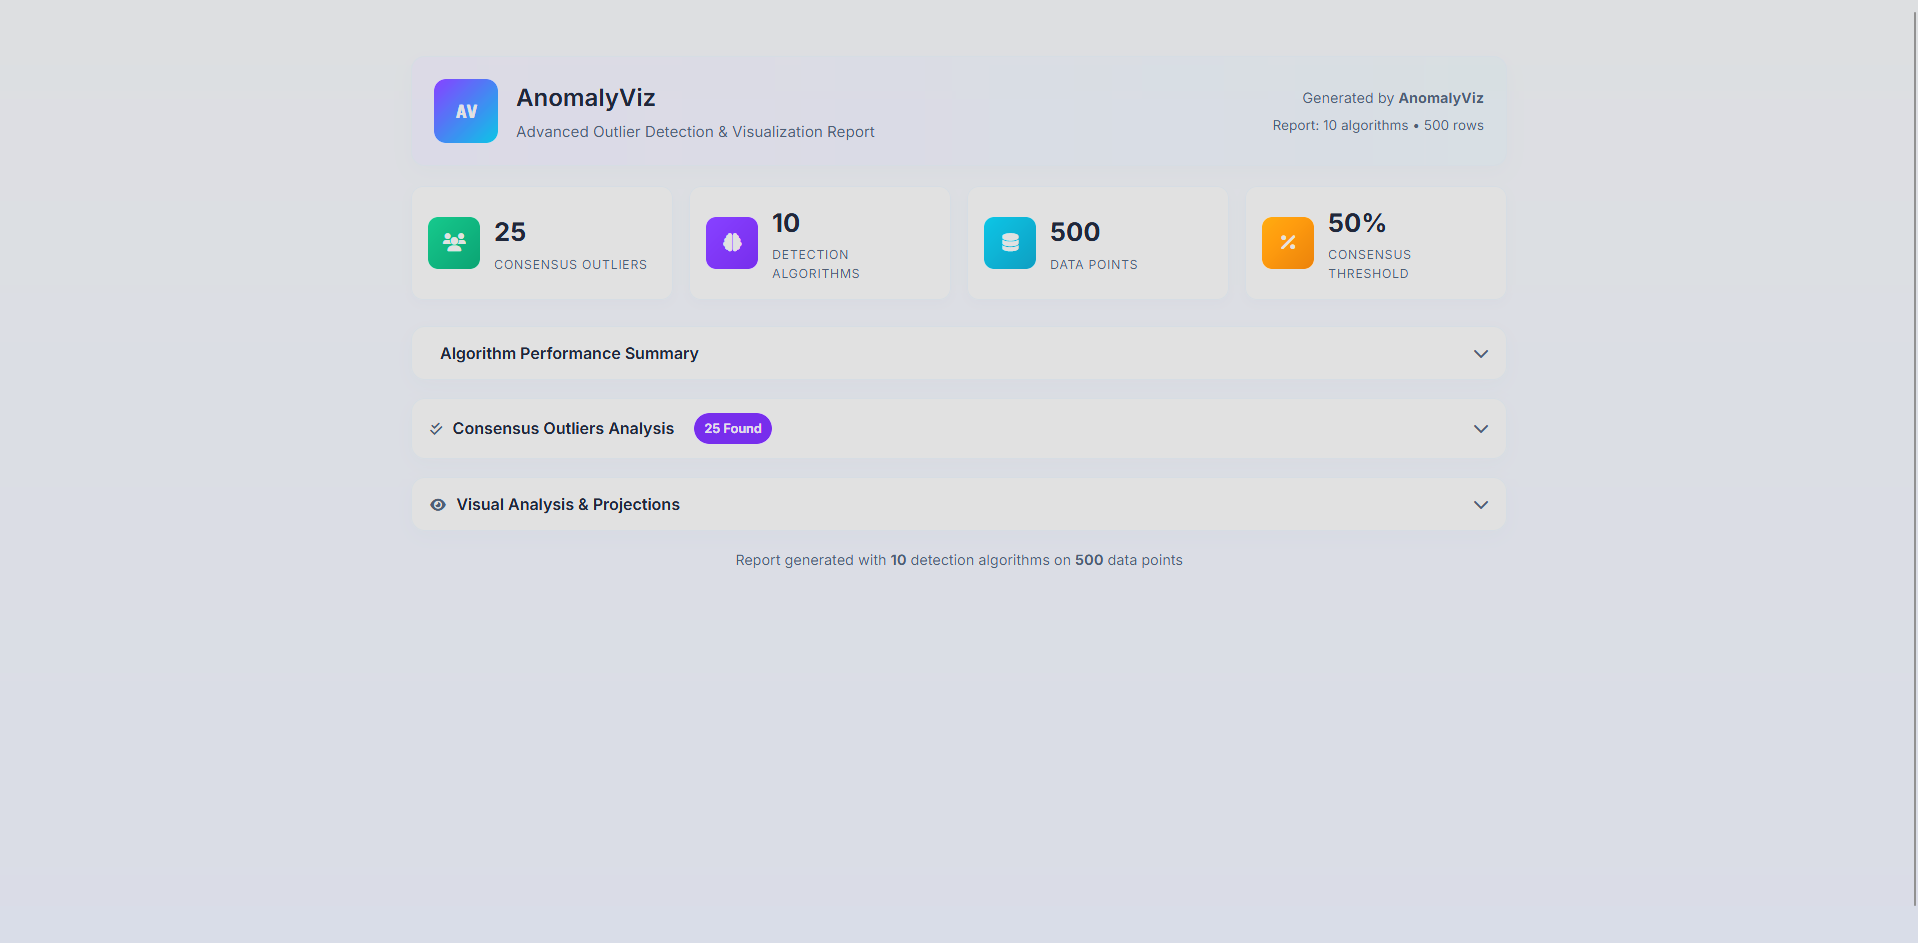 AV
AnomalyViz
Advanced Outlier Detection & Visualization Report
Generated by AnomalyViz
Report: 10 algorithms • 500 rows
25
CONSENSUS OUTLIERS
10
DETECTION
ALGORITHMS
500
DATA POINTS
50%
CONSENSUS
THRESHOLD
Algorithm Performance Summary
Consensus Outliers Analysis 25 Found
Visual Analysis & Projections
Report generated with 10 detection algorithms on 500 data points